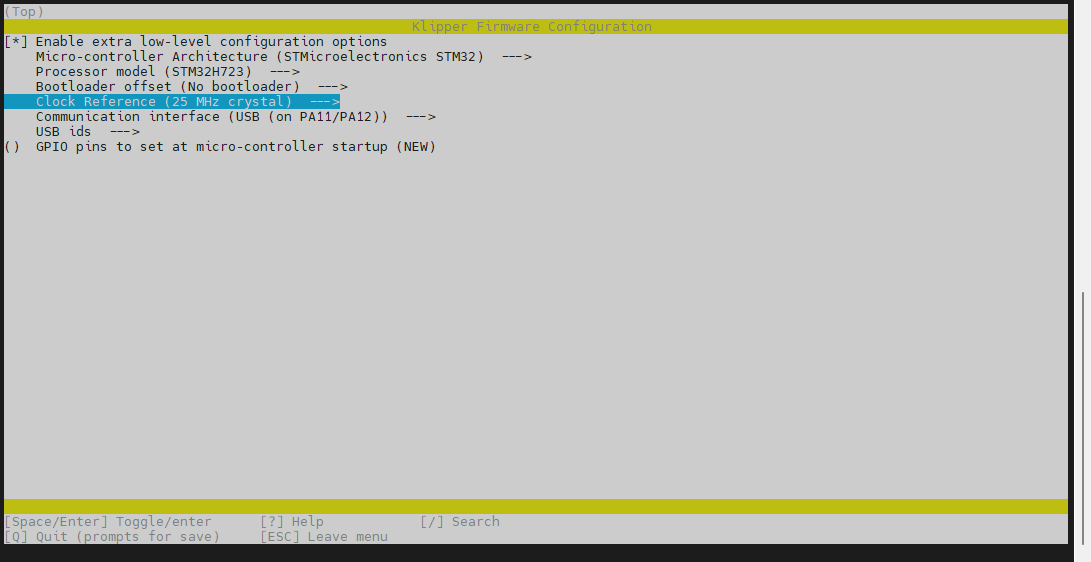 (Top)
Klipper Firmware Configuration
[*] Enable extra low-level configuration options
Micro-controller Architecture (STMicroelectronics STM32)  --->
Processor model (STM32H723)  --->
Bootloader offset (No bootloader)  --->
Clock Reference (25 MHz crystal)  --->
Communication interface (USB (on PA11/PA12))  --->
USB ids  --->
()  GPIO pins to set at micro-controller startup (NEW)
[Space/Enter] Toggle/enter      [?] Help            [/] Search
[Q] Quit (prompts for save)     [ESC] Leave menu